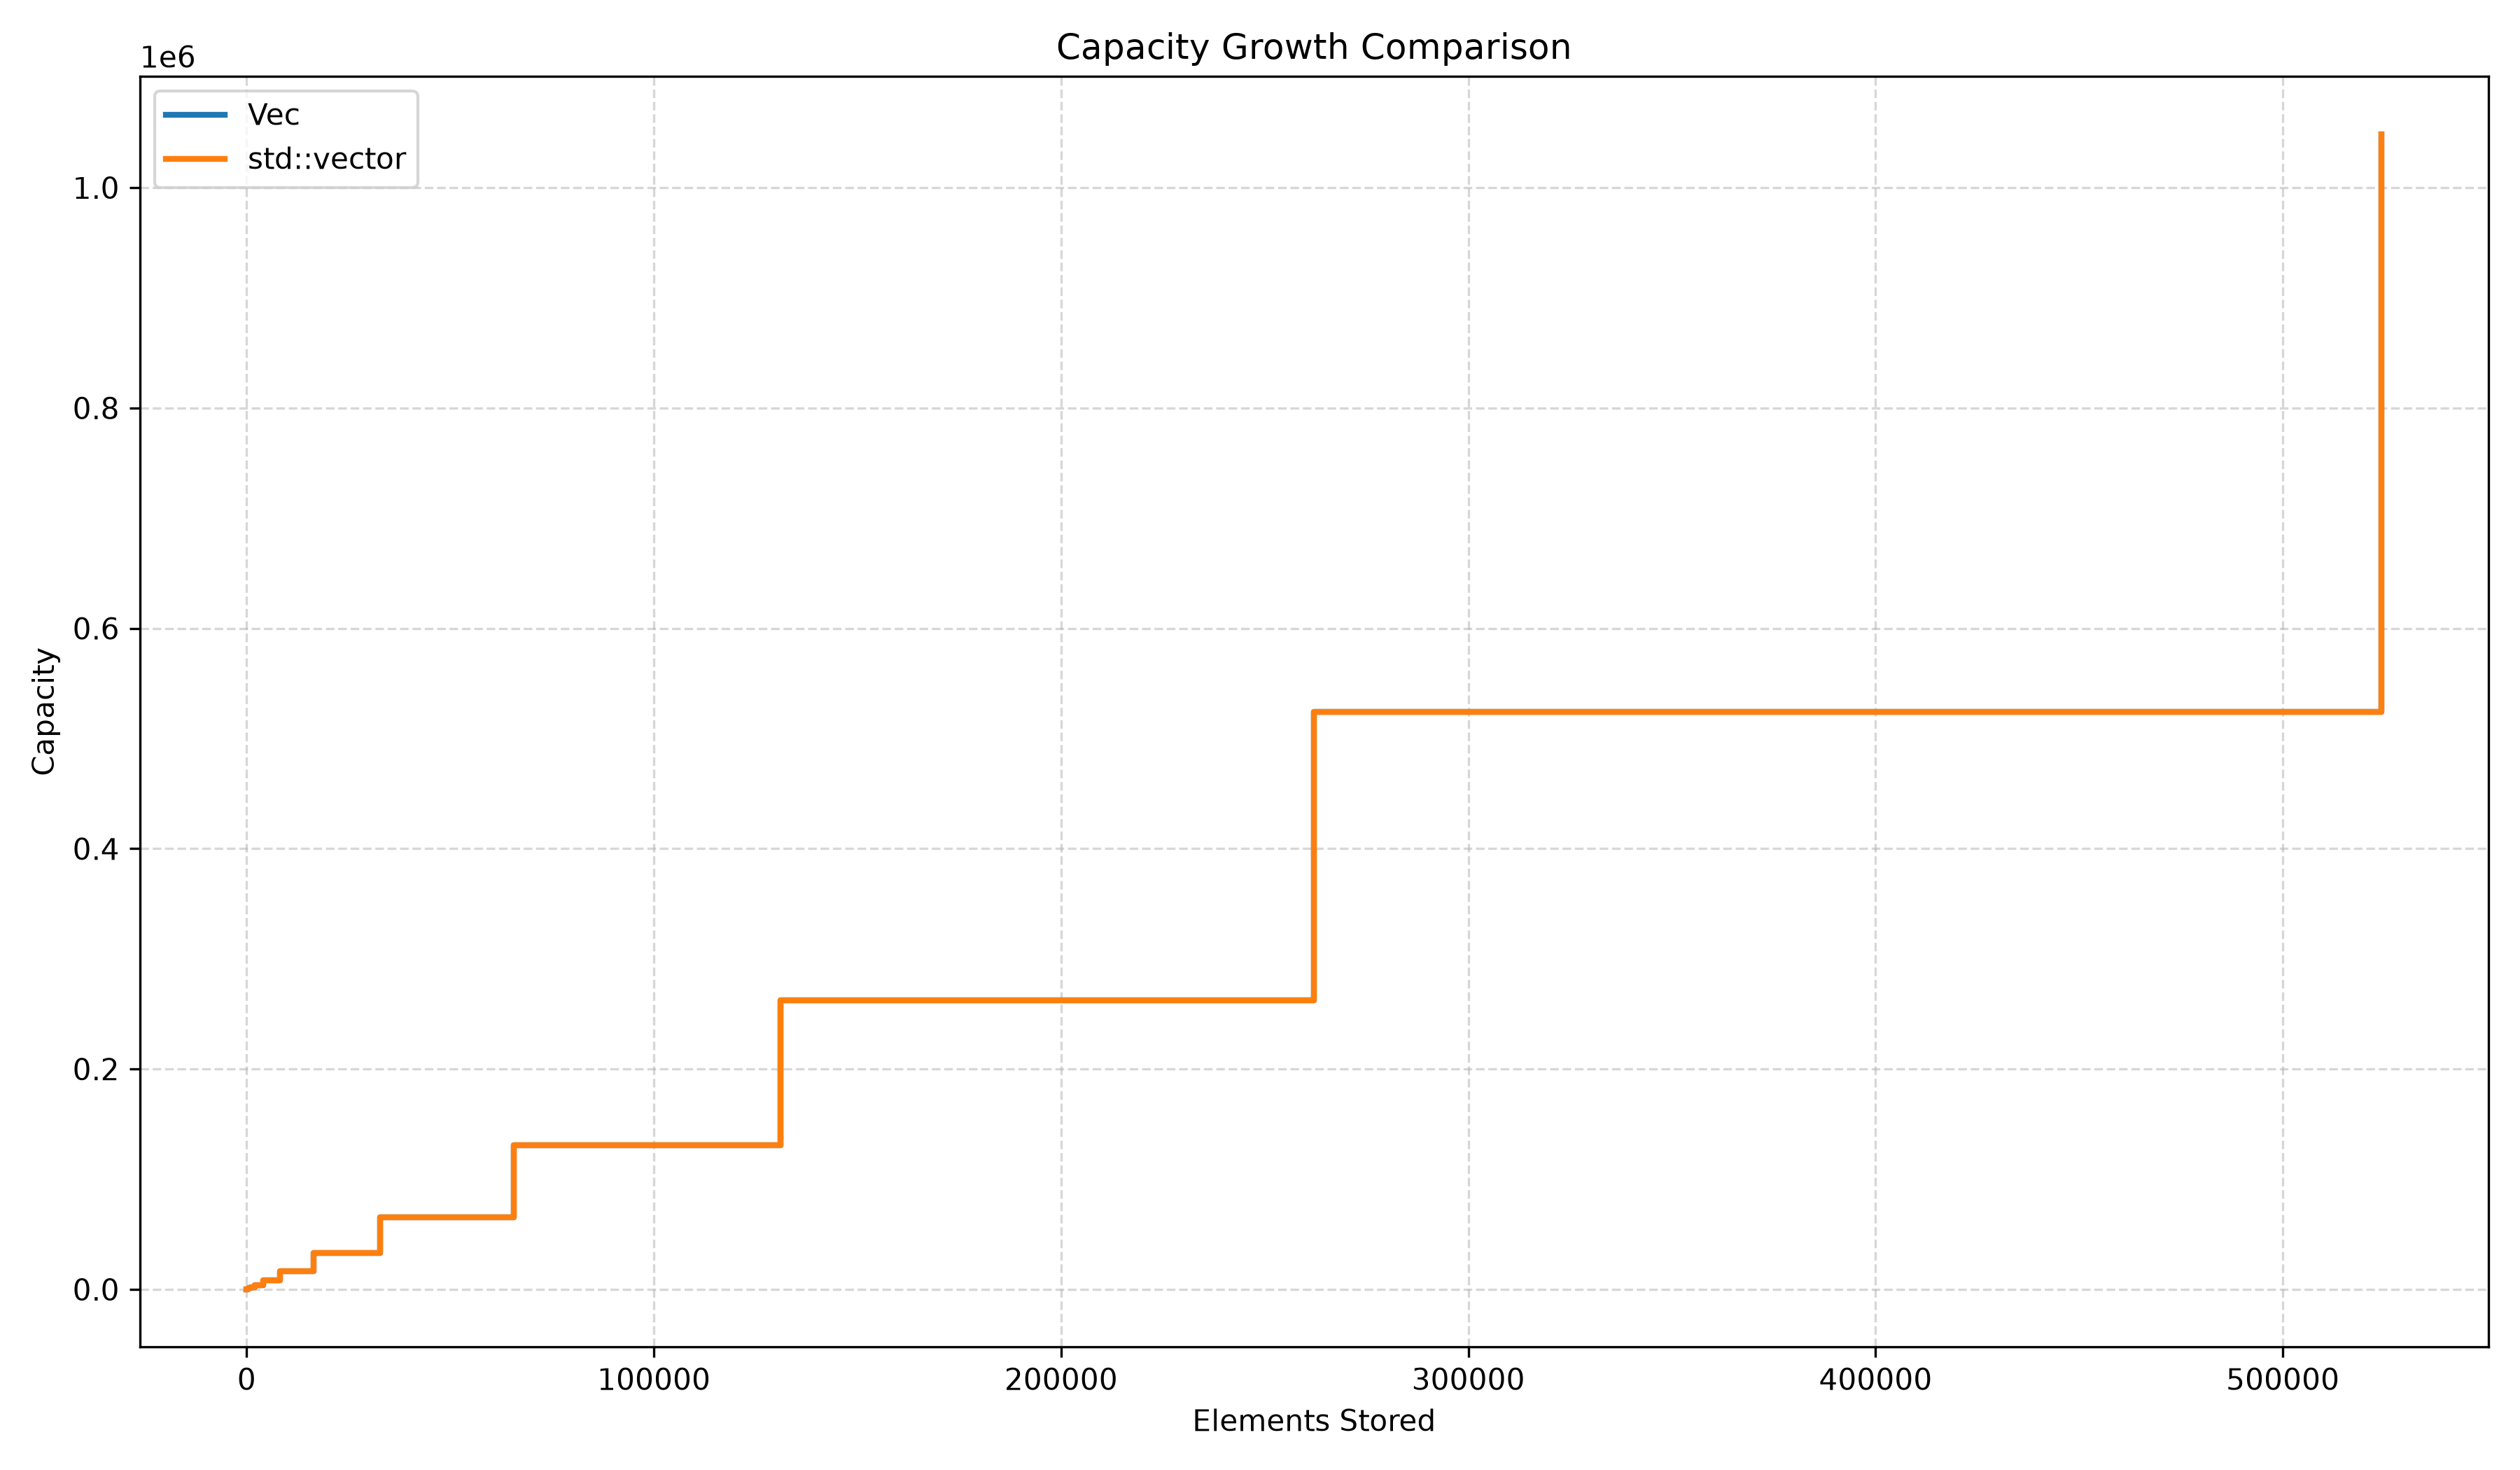 Capacity Growth Comparison
1e6
Vec
std::vector
1.0
0.8
0.6
0.4
0.2
0.0
Capacity
0
100000
200000
300000
400000
500000
Elements Stored